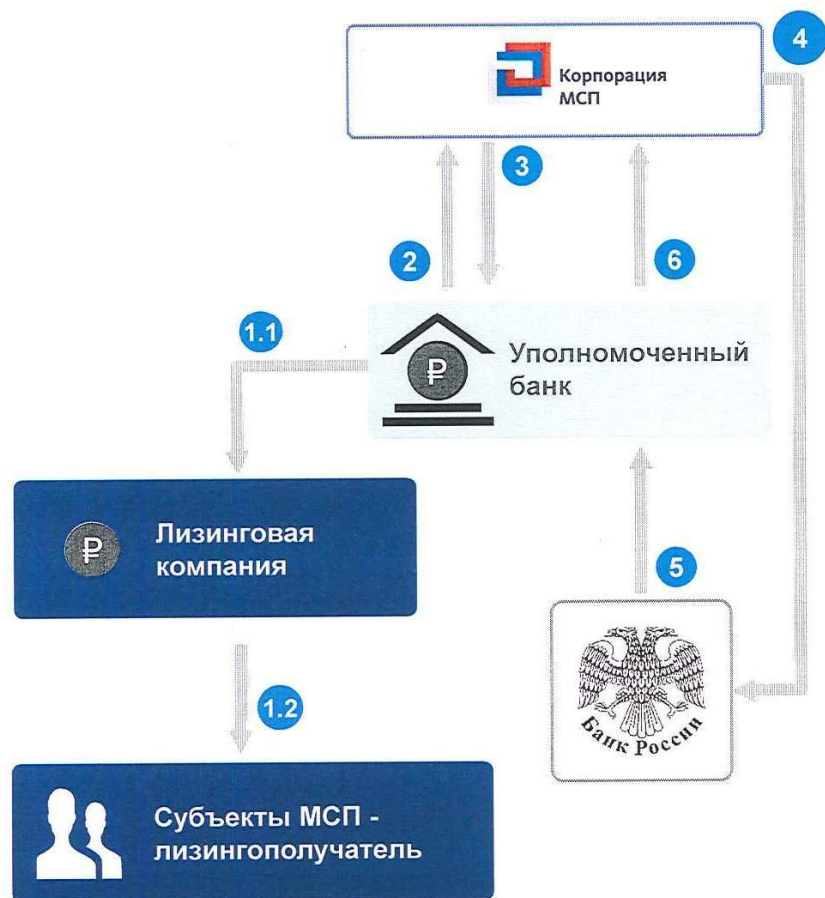 4
Корпорация
МСП
3
2
6
1.1
₽
Уполномоченный
банк
₽
Лизинговая
компания
5
1.2
Банк России
Субъекты МСП -
лизингополучатель